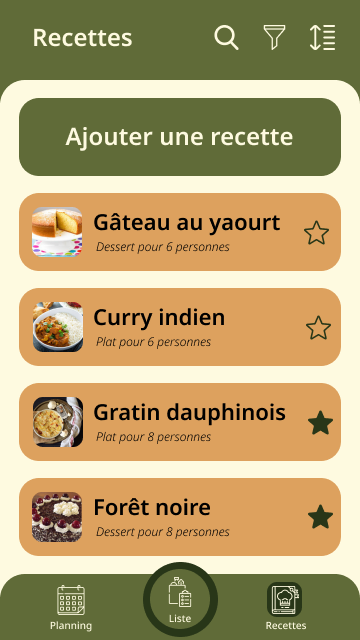 Recettes
Ajouter une recette
Gâteau au yaourt
Dessert pour 6 personnes
Curry indien
Plat pour 6 personnes
Gratin dauphinois
Plat pour 8 personnes
Forêt noire
Dessert pour 8 personnes
Planning
Liste
Recettes